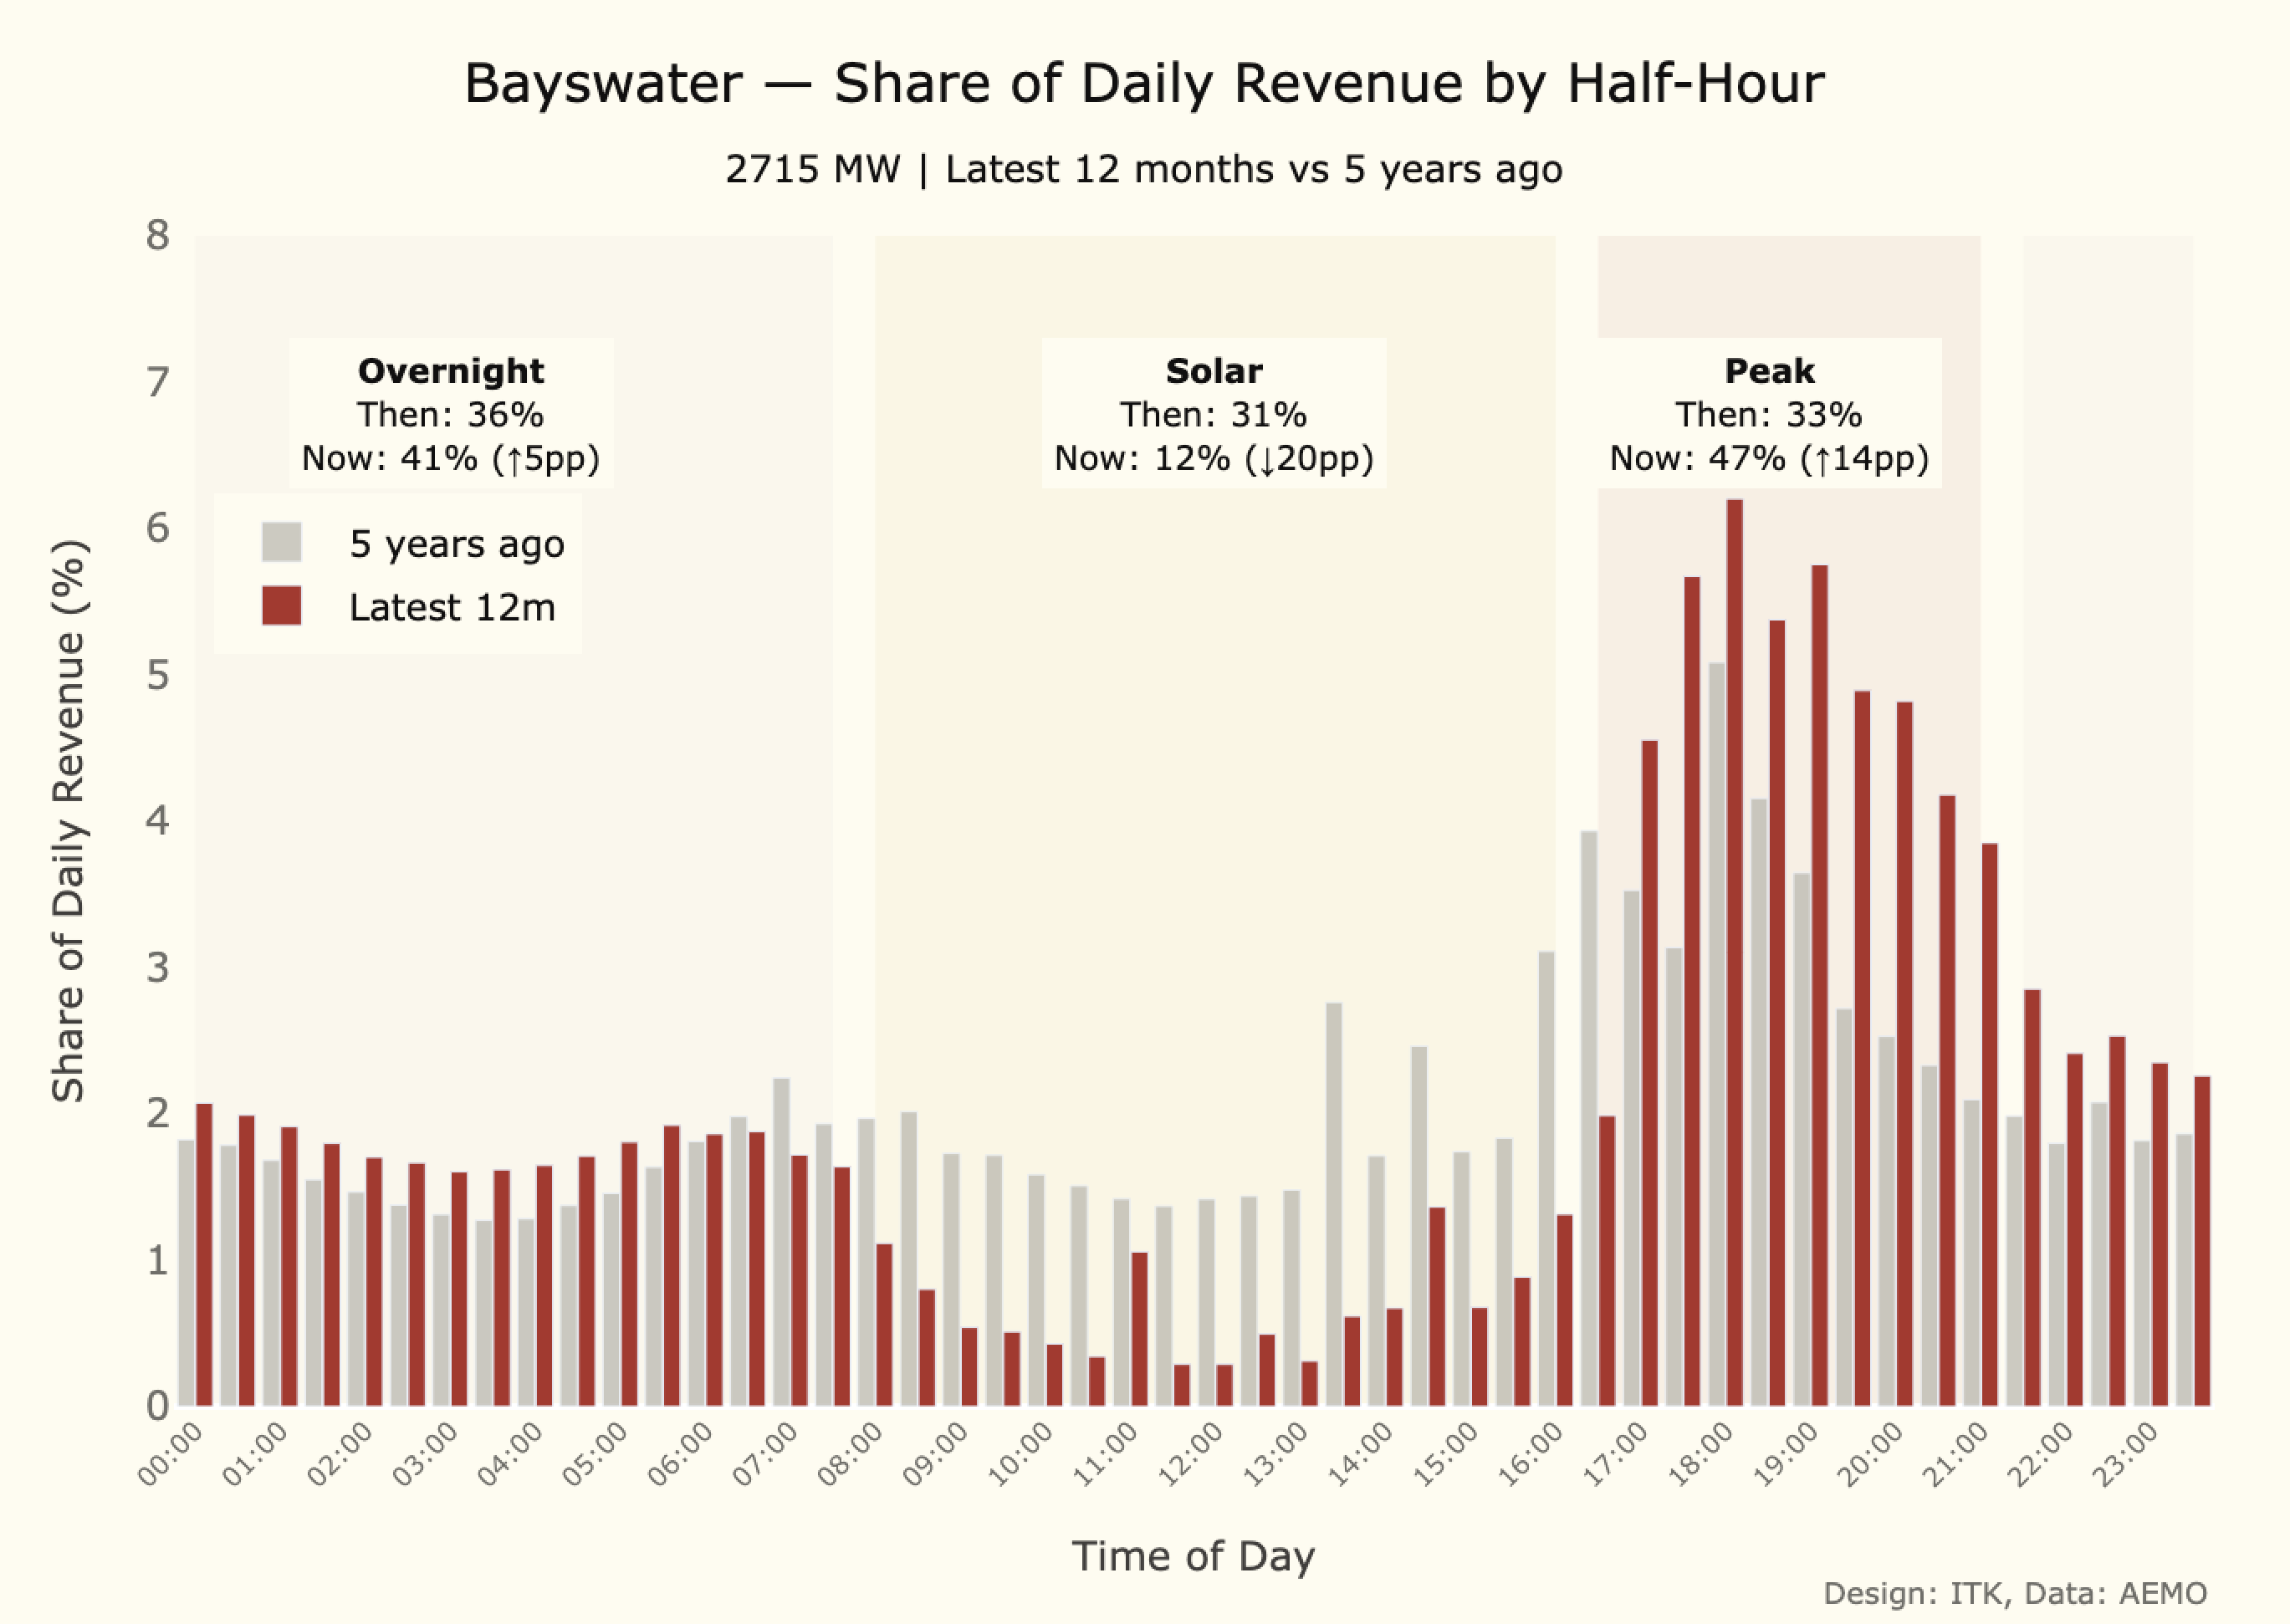 Bayswater — Share of Daily Revenue by Half-Hour
2715 MW | Latest 12 months vs 5 years ago
Share of Daily Revenue (%)
8
7
6
5
4
3
2
1
0
Overnight
Then: 36%
Now: 41% (↑5pp)
Solar
Then: 31%
Now: 12% (↓20pp)
Peak
Then: 33%
Now: 47% (↑14pp)
5 years ago
Latest 12m
00:00
01:00
02:00
03:00
04:00
05:00
06:00
07:00
08:00
09:00
10:00
11:00
12:00
13:00
14:00
15:00
16:00
17:00
18:00
19:00
20:00
21:00
22:00
23:00
Time of Day
Design: ITK, Data: AEMO